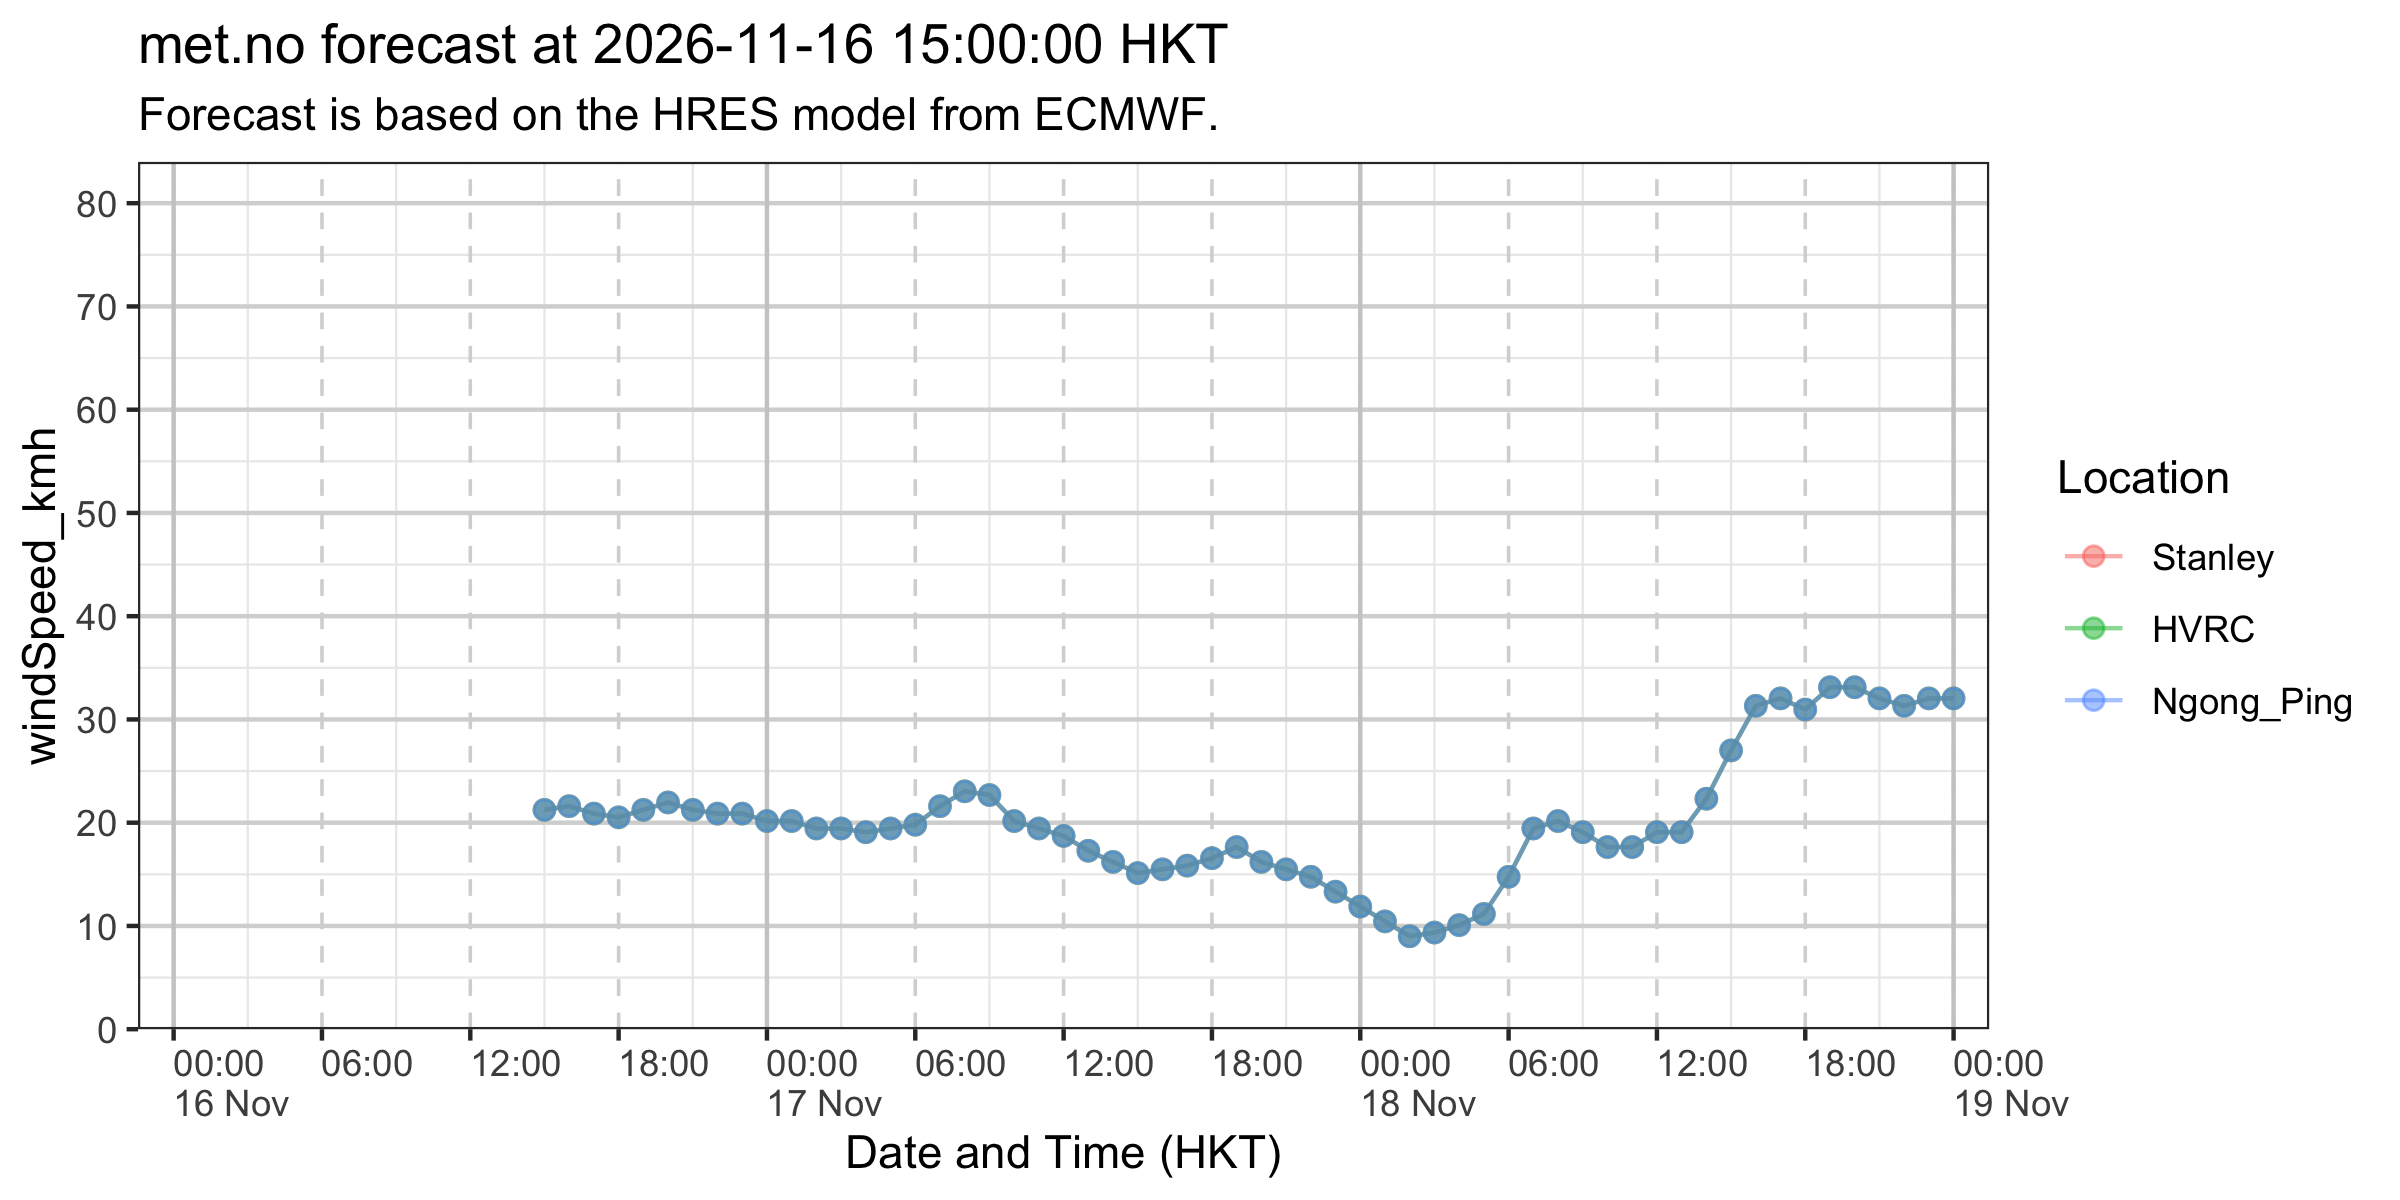 met.no forecast at 2026-11-16 15:00:00 HKT
Forecast is based on the HRES model from ECMWF.
windSpeed_kmh
80
70
60
50
40
30
20
10
0
00:00 06:00 12:00 18:00 00:00 06:00 12:00 18:00 00:00 06:00 12:00 18:00 00:00
16 Nov 17 Nov 18 Nov 19 Nov
Date and Time (HKT)
Location
Stanley
HVRC
Ngong_Ping